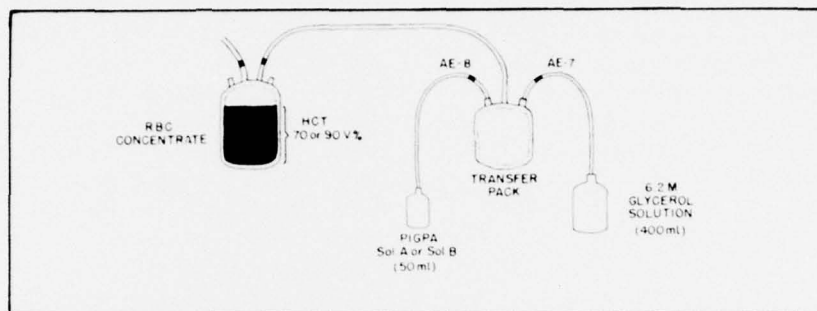 RBC
CONCENTRATE
HCT
70 or 90 V%
AE-8
AE-7
TRANSFER
PACK
PIGPA
Sol A or Sol B
(50ml)
6.2 M
GLYCEROL
SOLUTION
(400ml)